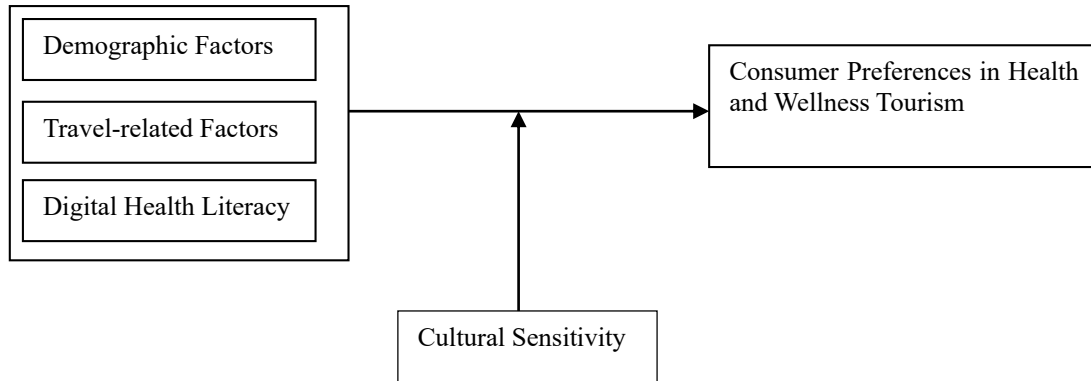 Demographic Factors
Travel-related Factors
Digital Health Literacy
Consumer Preferences in Health
and Wellness Tourism
Cultural Sensitivity